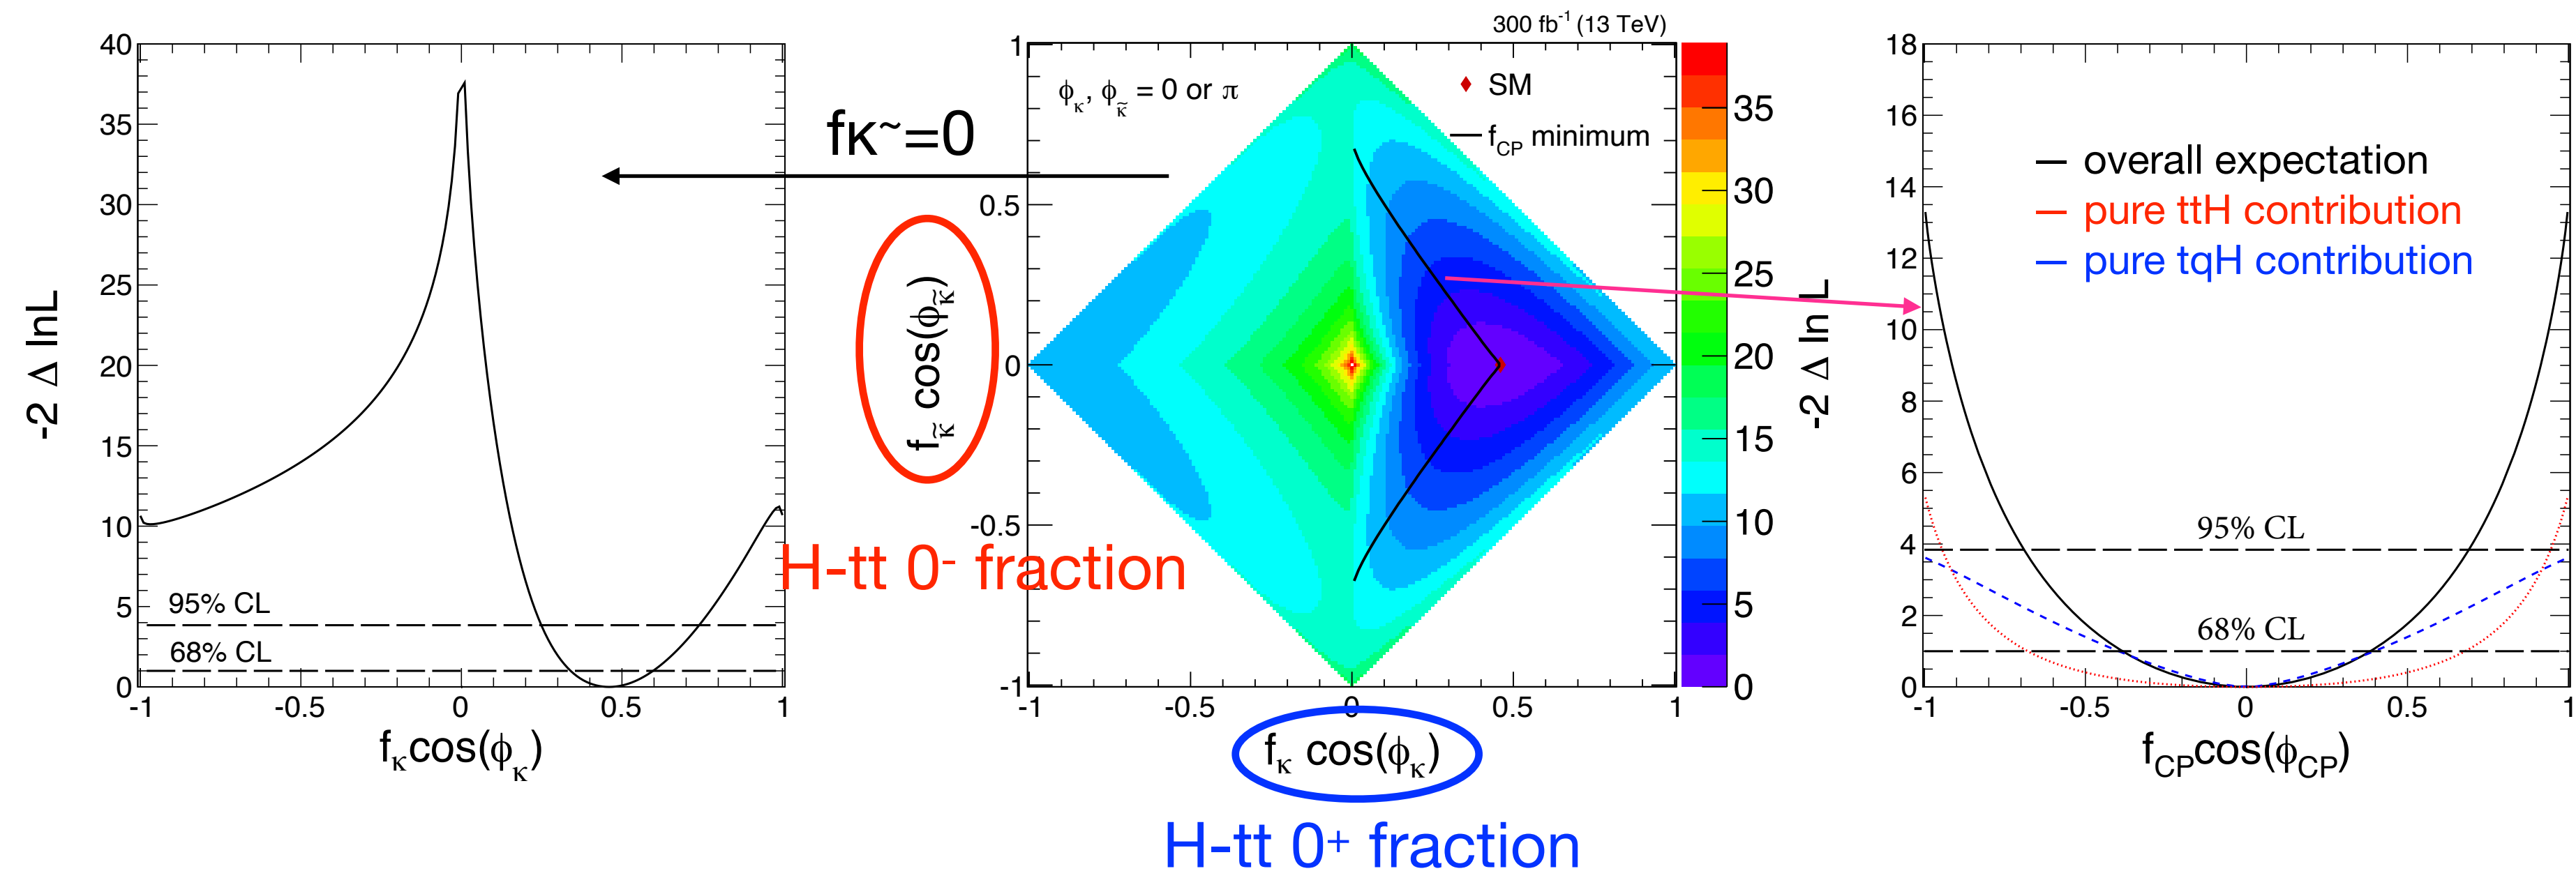 40
35
30
25
20
15
10
5
0
-2 Δ lnL
95% CL
68% CL
-1
-0.5
0
0.5
1
fκcos(φκ)
fκ~=0
300 fb-1 (13 TeV)
φκ, φκ̃ = 0 or π
SM
fCP minimum
1
0.5
0
-0.5
-1
fκ̃ cos(φκ̃)
H-tt 0- fraction
-1
-0.5
0
0.5
1
fκ cos(φκ)
H-tt 0+ fraction
35
30
25
20
15
10
5
0
-2 Δ ln L
18
16
14
12
10
8
6
4
2
0
overall expectation
pure ttH contribution
pure tqH contribution
95% CL
68% CL
-1
-0.5
0
0.5
1
fCPcos(φCP)